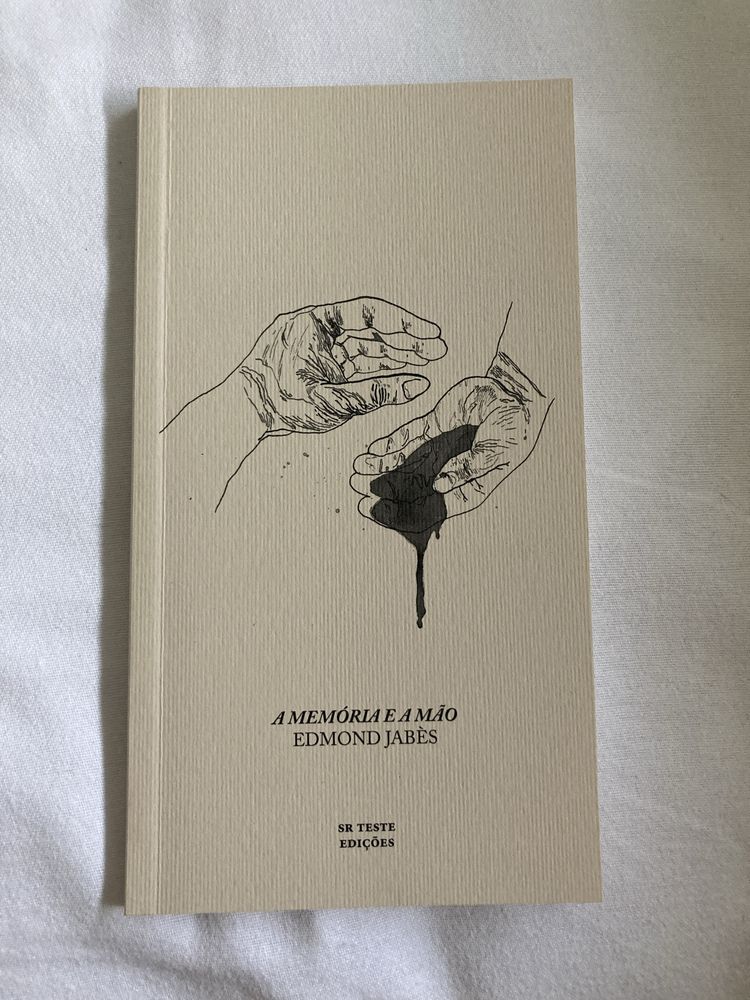 A MEMÓRIA E A MÃO
EDMOND JABÈS
SR TESTE
EDIÇÕES